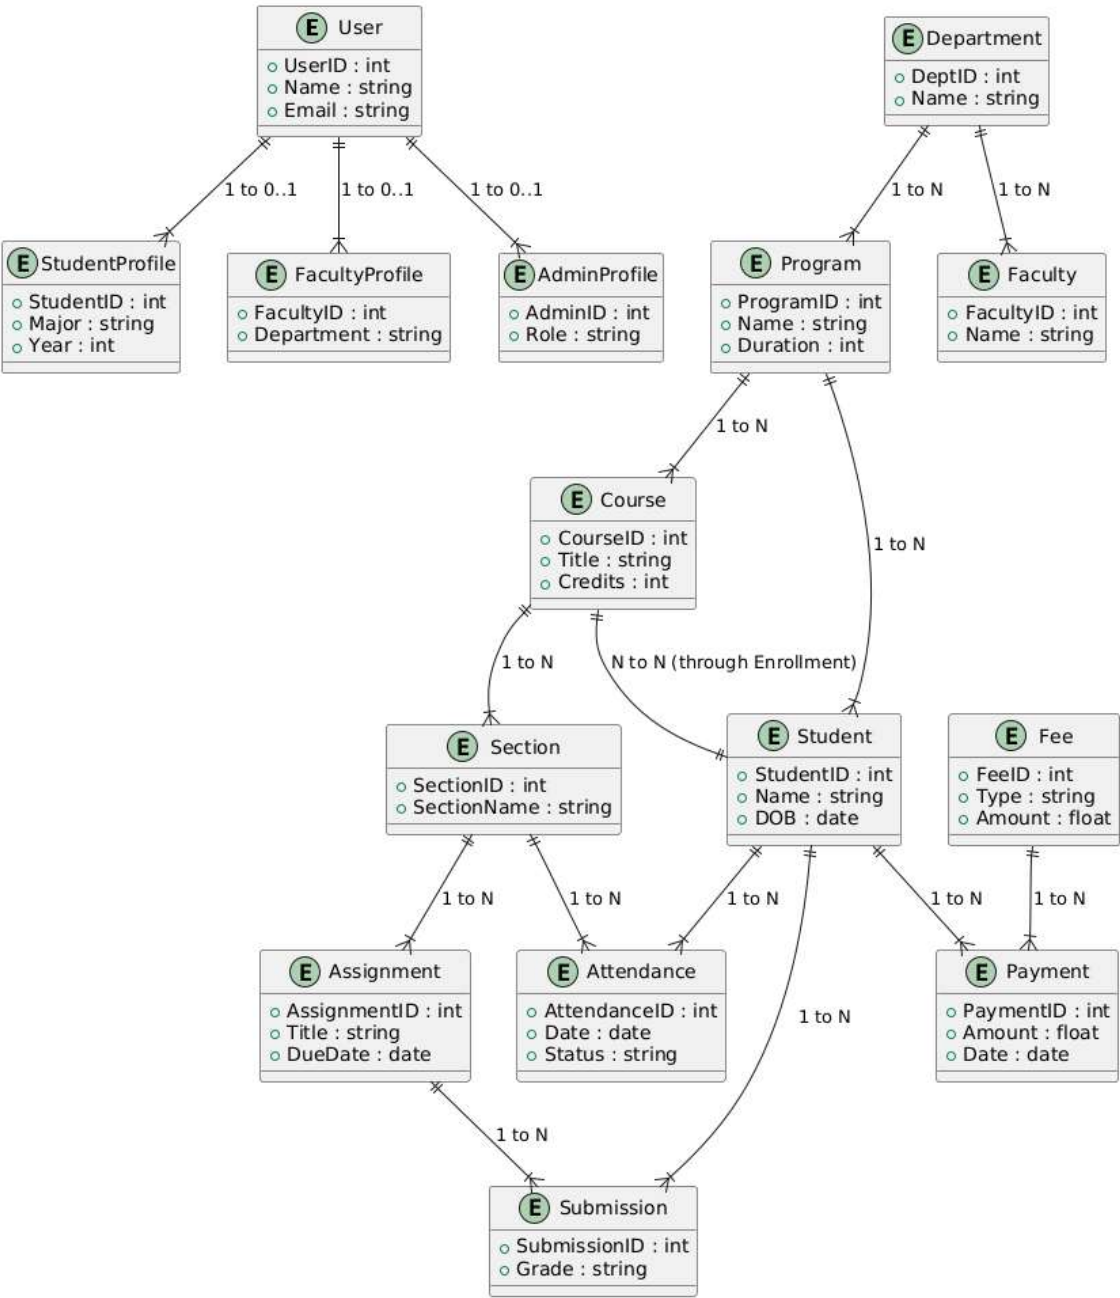 E User
UserID : int
Name : string
Email : string
E Department
DeptID : int
Name : string
1 to 0..1
1 to 0..1
1 to 0..1
1 to N
1 to N
E StudentProfile
StudentID : int
Major : string
Year : int
E FacultyProfile
FacultyID : int
Department : string
E AdminProfile
AdminID : int
Role : string
E Program
ProgramID : int
Name : string
Duration : int
E Faculty
FacultyID : int
Name : string
1 to N
E Course
CourseID : int
Title : string
Credits : int
1 to N
1 to N
N to N (through Enrollment)
E Section
SectionID : int
SectionName : string
E Student
StudentID : int
Name : string
DOB : date
E Fee
FeeID : int
Type : string
Amount : float
1 to N
1 to N
1 to N
1 to N
1 to N
E Assignment
AssignmentID : int
Title : string
DueDate : date
E Attendance
AttendanceID : int
Date : date
Status : string
1 to N
E Payment
PaymentID : int
Amount : float
Date : date
1 to N
E Submission
SubmissionID : int
Grade : string